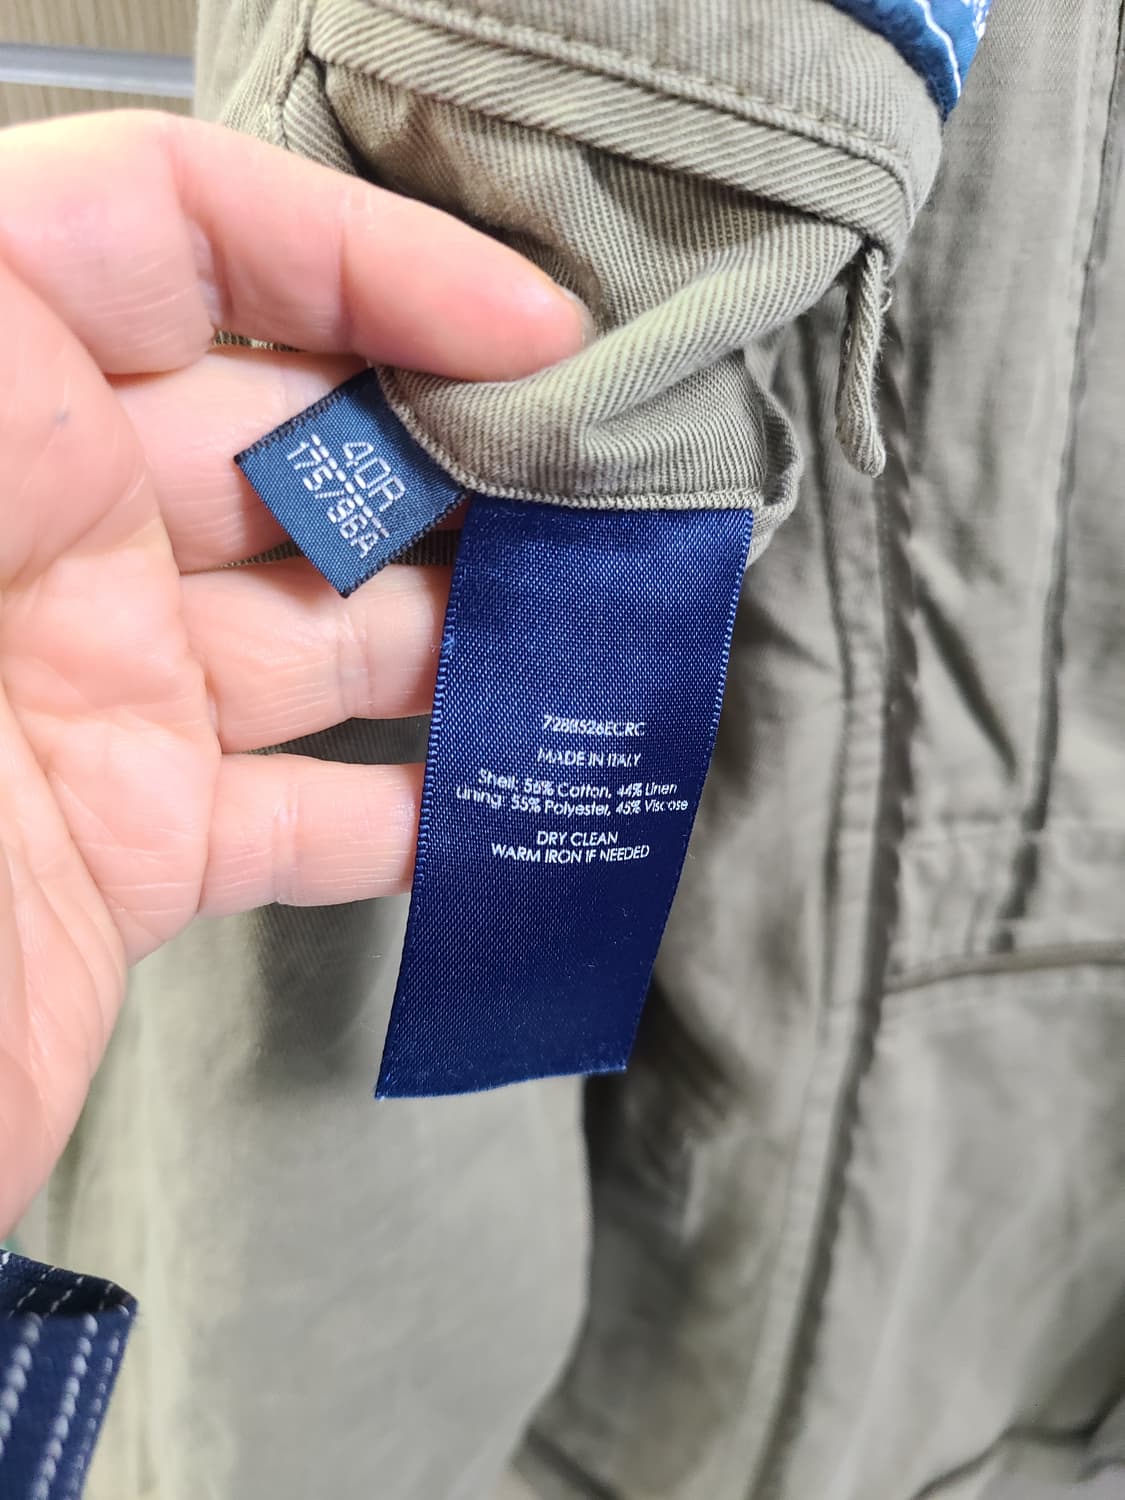 40R
175/96A
7283526ECRC
MADE IN ITALY
Shell: 56% Cotton, 44% Linen
Lining: 55% Polyester, 45% Viscose
DRY CLEAN
WARM IRON IF NEEDED